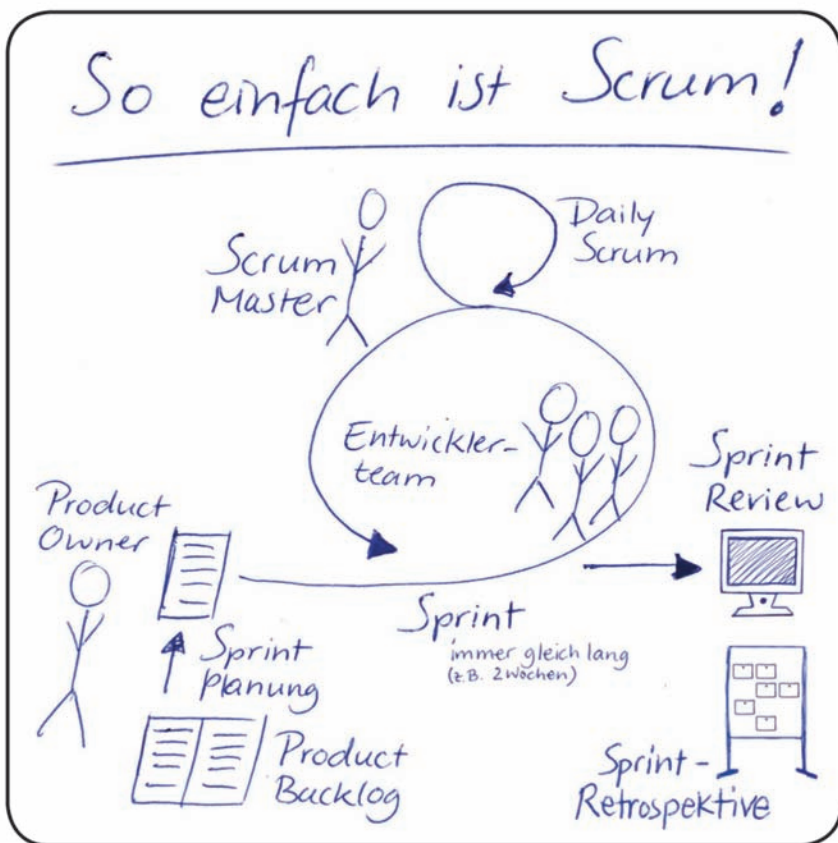 So einfach ist Scrum!
Scrum
Master
Daily
Scrum
Entwickler-
team
Product
Owner
Sprint
Review
Sprint
immer gleich lang
(z.B. 2 Wochen)
Sprint
planung
Product
Backlog
Sprint-
Retrospektive